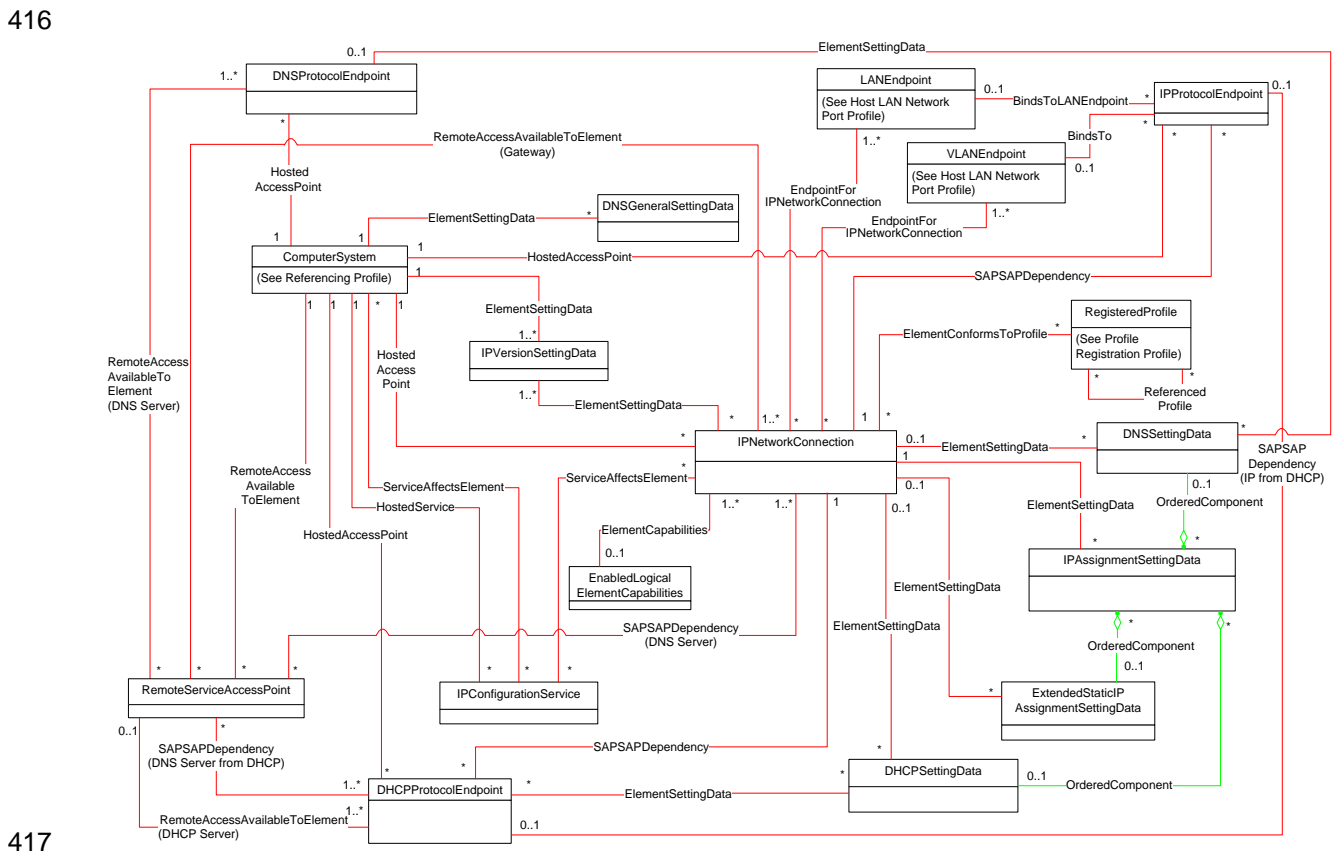 416
ElementSettingData
0..1
1..*
DNSProtocolEndpoint
*
LANEndpoint
(See Host LAN Network
Port Profile)
0..1
BindsToLANEndpoint
*
IPProtocolEndpoint
0..1
*
*
*
BindsTo
0..1
1..*
VLANEndpoint
(See Host LAN Network
Port Profile)
1..*
RemoteAccessAvailableToElement
(Gateway)
Hosted
AccessPoint
EndpointFor
IPNetworkConnection
EndpointFor
IPNetworkConnection
ElementSettingData
*
DNSGeneralSettingData
1
1
1
ComputerSystem
(See Referencing Profile)
HostedAccessPoint
1
SAPSAPDependency
1
1
1
*
1
ElementSettingData
1..*
IPVersionSettingData
1..*
ElementSettingData
*
RegisteredProfile
(See Profile
Registration Profile)
ElementConformsToProfile
*
*
*
Referenced
Profile
RemoteAccess
AvailableTo
Element
(DNS Server)
Hosted
Access
Point
1..*
*
*
1
*
*
IPNetworkConnection
0..1
ElementSettingData
*
DNSSettingData
*
1
SAPSAP
Dependency
(IP from DHCP)
RemoteAccess
Available
ToElement
ServiceAffectsElement
ServiceAffectsElement
*
0..1
HostedService
1..*
1..*
1
0..1
0..1
OrderedComponent
ElementSettingData
HostedAccessPoint
ElementCapabilities
0..1
*
*
IPAssignmentSettingData
EnabledLogical
ElementCapabilities
ElementSettingData
ElementSettingData
SAPSAPDependency
(DNS Server)
*
*
OrderedComponent
0..1
*
*
*
*
*
*
*
RemoteServiceAccessPoint
IPConfigurationService
*
ExtendedStaticIP
AssignmentSettingData
0..1
*
SAPSAPDependency
(DNS Server from DHCP)
SAPSAPDependency
*
*
*
1..*
DHCPProtocolEndpoint
*
ElementSettingData
*
DHCPSettingData
0..1
OrderedComponent
1..*
RemoteAccessAvailableToElement
(DHCP Server)
0..1
417